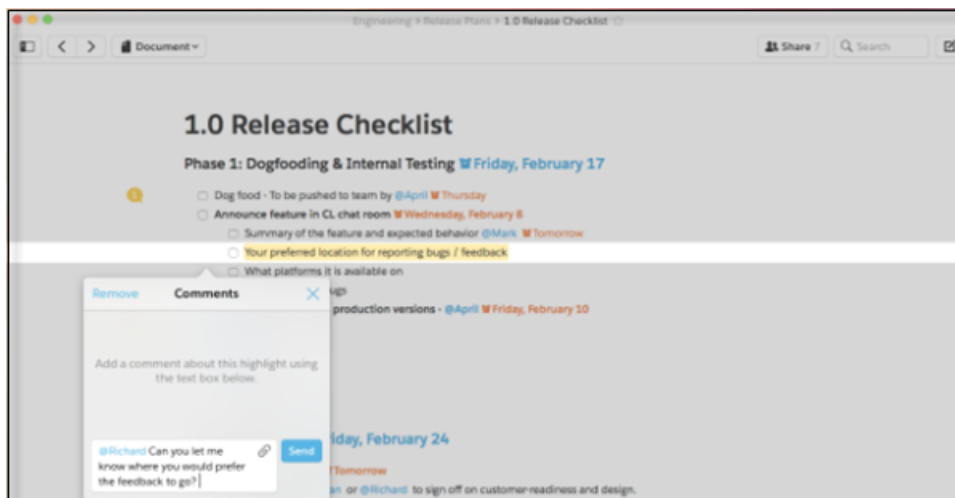 Engineering > Release Plans > 1.0 Release Checklist
Document
Share 7
Search
1.0 Release Checklist
Phase 1: Dogfooding & Internal Testing Friday, February 17
1
Dog food - To be pushed to team by @April Thursday
Announce feature in CL chat room Wednesday, February 8
Summary of the feature and expected behavior @Mark Tomorrow
Your preferred location for reporting bugs / feedback
What platforms it is available on
ugs
Remove Comments
production versions - @April Friday, February 10
Add a comment about this highlight using
the text box below.
iday, February 24
@Richard Can you let me
know where you would prefer
the feedback to go?
Send
Tomorrow
an or @Richard to sign off on customer-readiness and design.